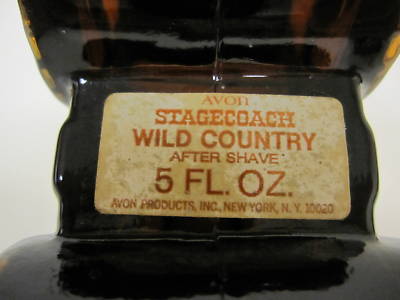 AVON
STAGECOACH
WILD COUNTRY
AFTER SHAVE
5 FL. OZ.
AVON PRODUCTS, INC., NEW YORK, N. Y. 10020